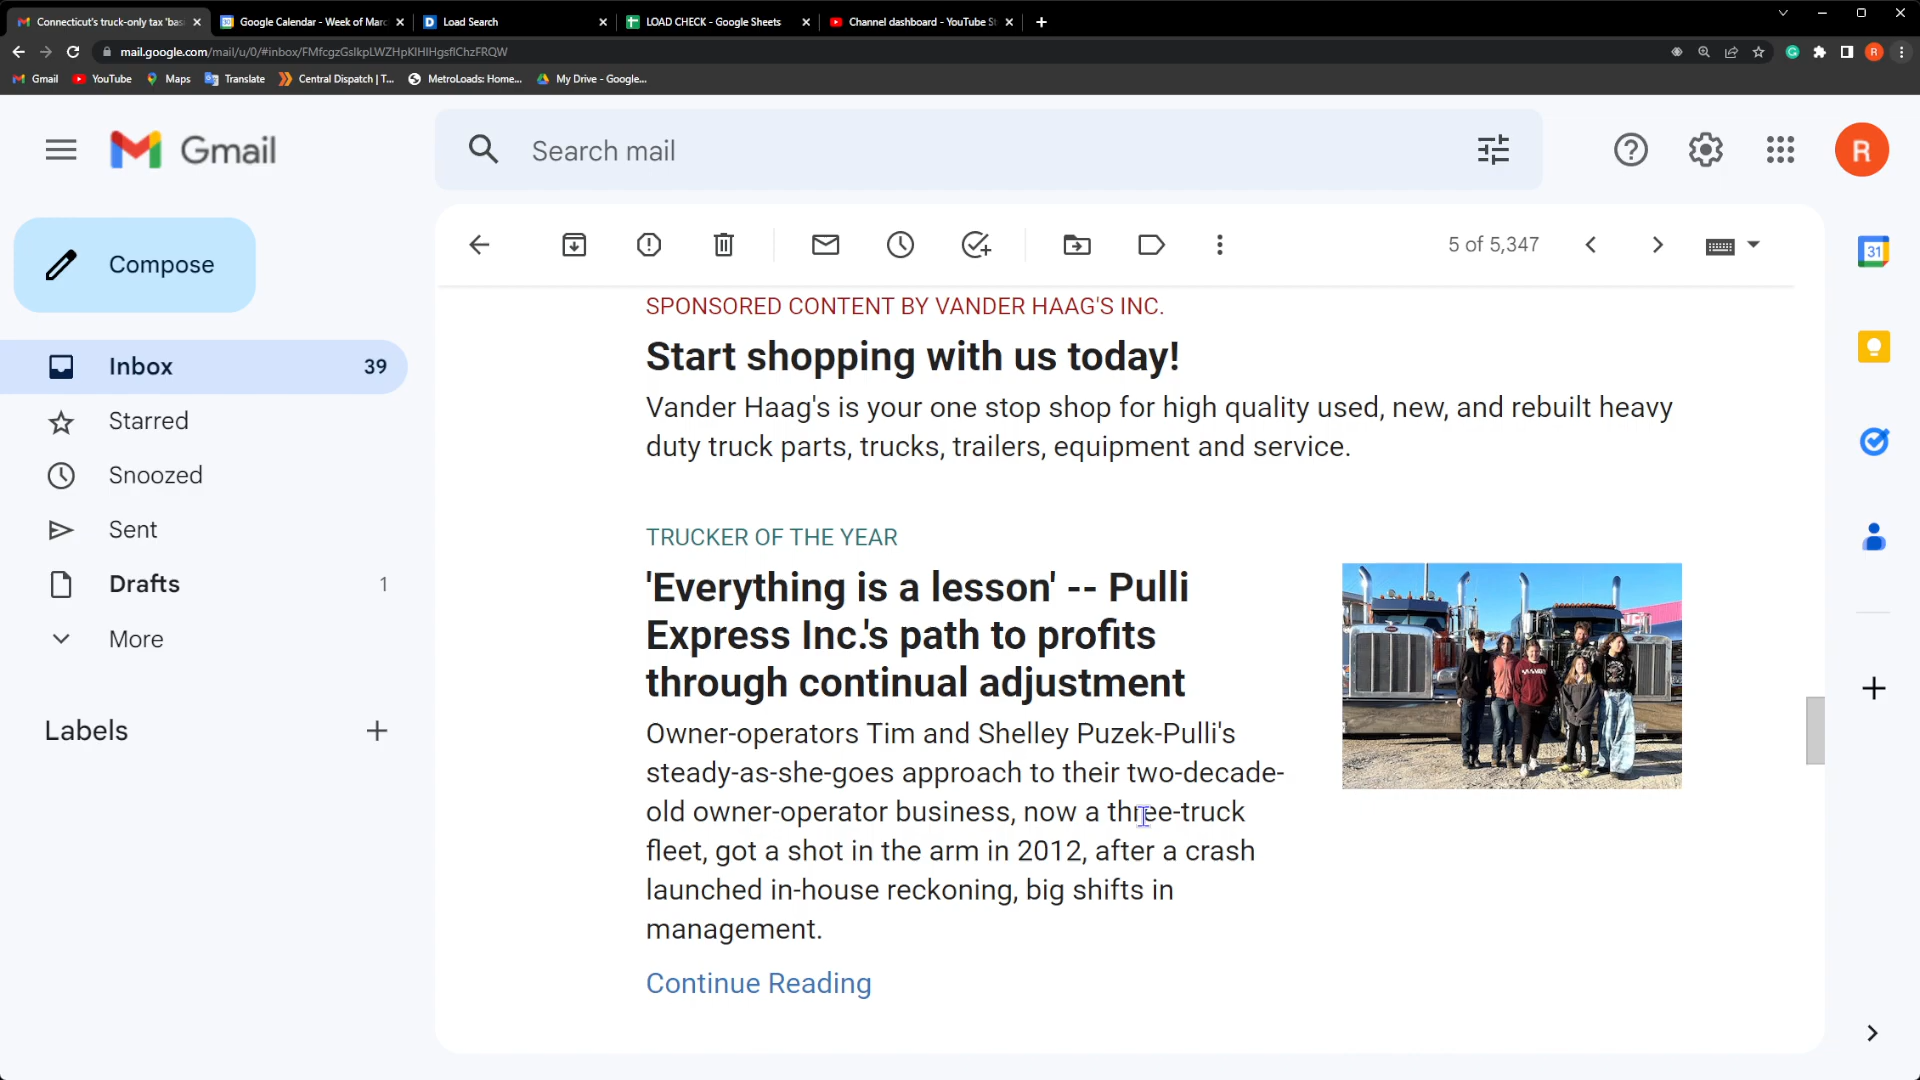 Connecticut's truck-only tax 'bas
Google Calendar - Week of Marc
Load Search
LOAD CHECK - Google Sheets
Channel dashboard - YouTube St
Gmail
YouTube
Maps
Translate
Central Dispatch | T...
MetroLoads: Home...
My Drive - Google...
R
Gmail
Search mail
R
Compose
5 of 5,347
Inbox 39
Starred
Snoozed
Sent
Drafts 1
More
Labels
31
SPONSORED CONTENT BY VANDER HAAG'S INC.
Start shopping with us today!
Vander Haag's is your one stop shop for high quality used, new, and rebuilt heavy
duty truck parts, trucks, trailers, equipment and service.
TRUCKER OF THE YEAR
'Everything is a lesson' -- Pulli
Express Inc.'s path to profits
through continual adjustment
Owner-operators Tim and Shelley Puzek-Pulli's
steady-as-she-goes approach to their two-decade-
old owner-operator business, now a three-truck
fleet, got a shot in the arm in 2012, after a crash
launched in-house reckoning, big shifts in
management.
Continue Reading